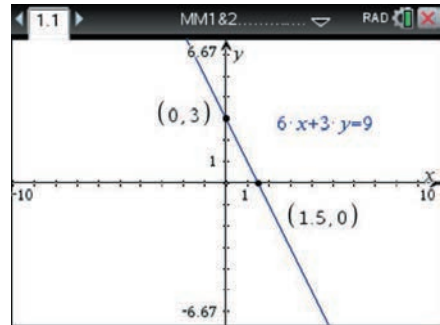 1.1 MM1&2............. RAD
6.67 y
(0,3)
6·x+3·y=9
1
x
-10 1 10
(1.5,0)
-6.67